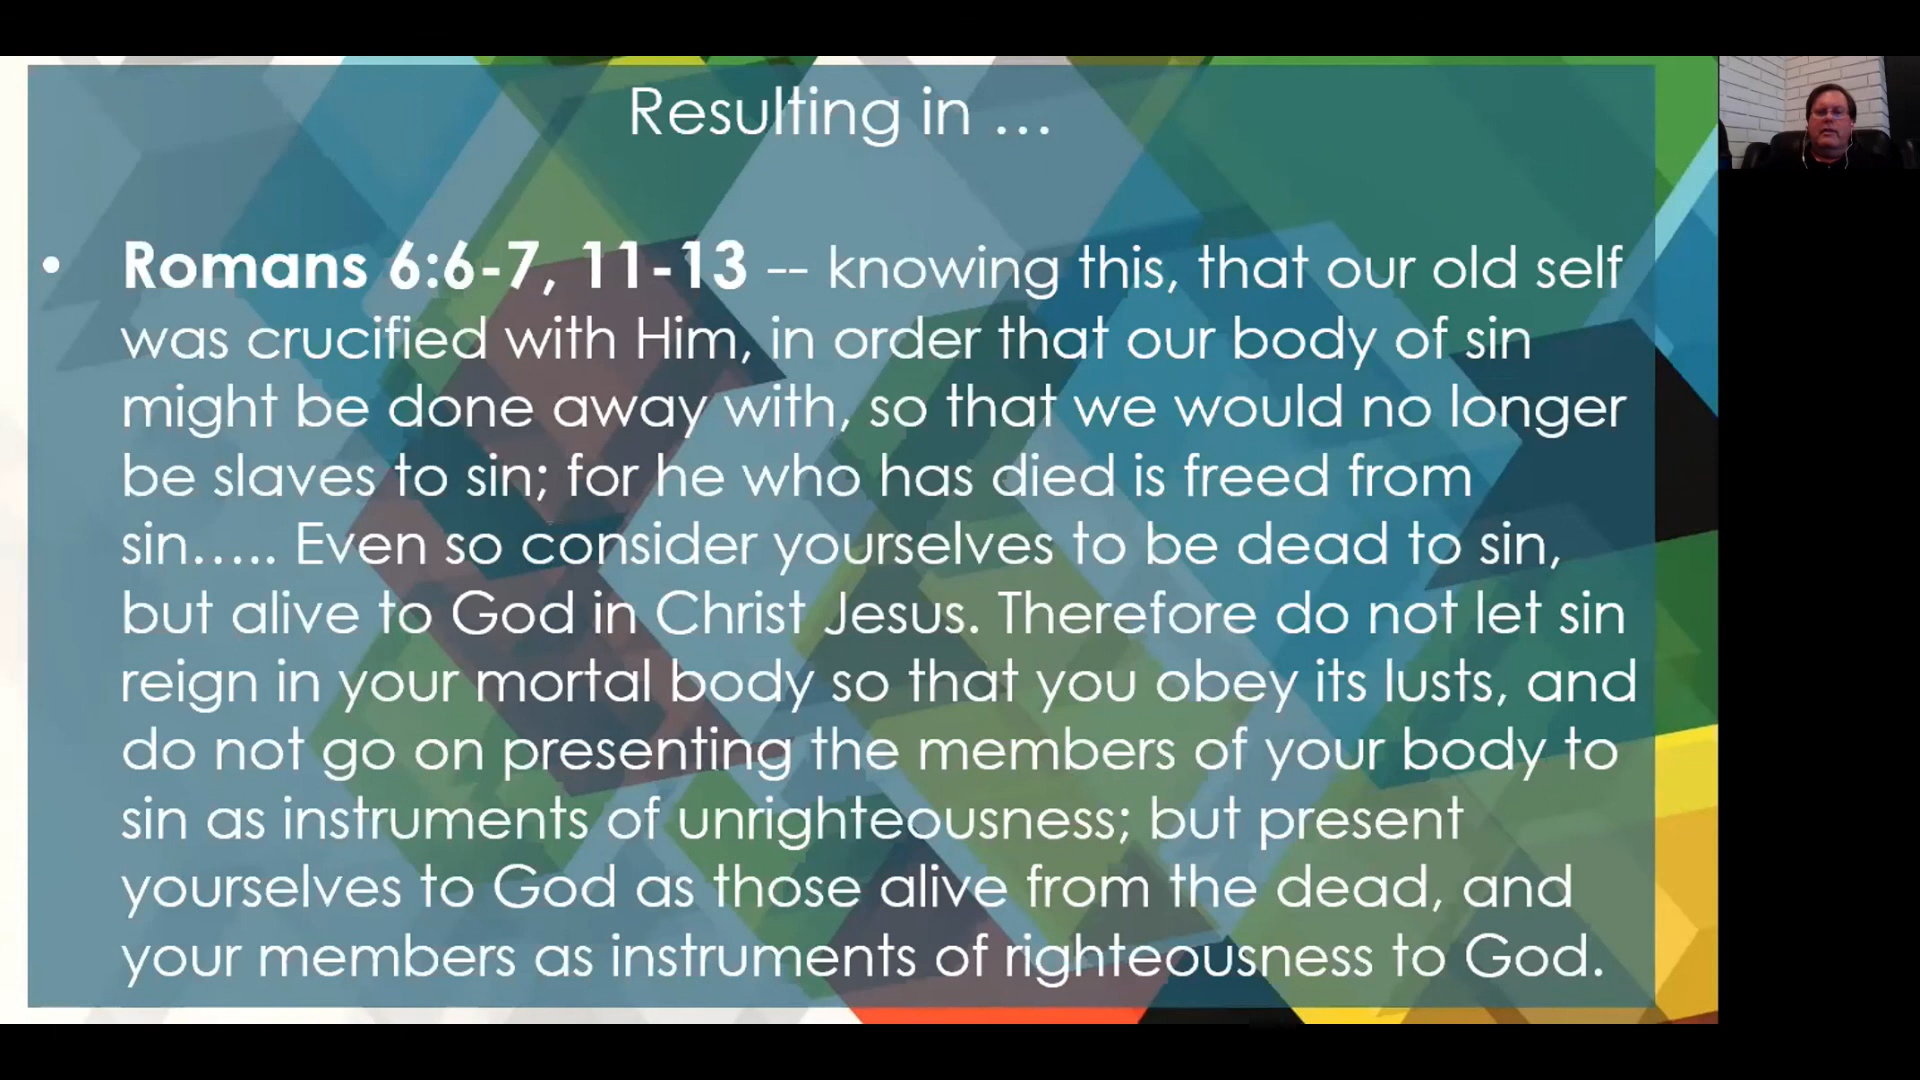 Resulting in …
• Romans 6:6-7, 11-13 -- knowing this, that our old self
was crucified with Him, in order that our body of sin
might be done away with, so that we would no longer
be slaves to sin; for he who has died is freed from
sin….. Even so consider yourselves to be dead to sin,
but alive to God in Christ Jesus. Therefore do not let sin
reign in your mortal body so that you obey its lusts, and
do not go on presenting the members of your body to
sin as instruments of unrighteousness; but present
yourselves to God as those alive from the dead, and
your members as instruments of righteousness to God.